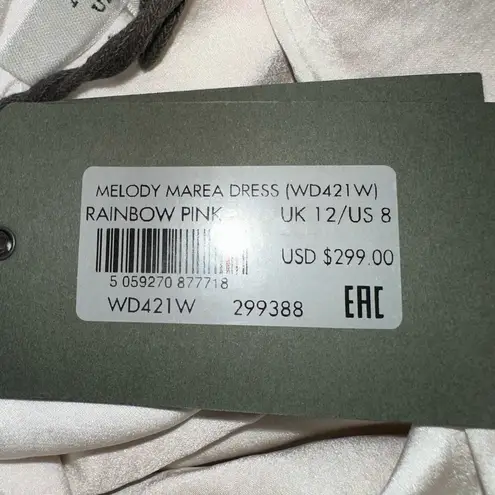 MELODY MAREA DRESS (WD421W)
RAINBOW PINK UK 12/US 8
USD $299.00
5 059270 877718
WD421W 299388 EAC